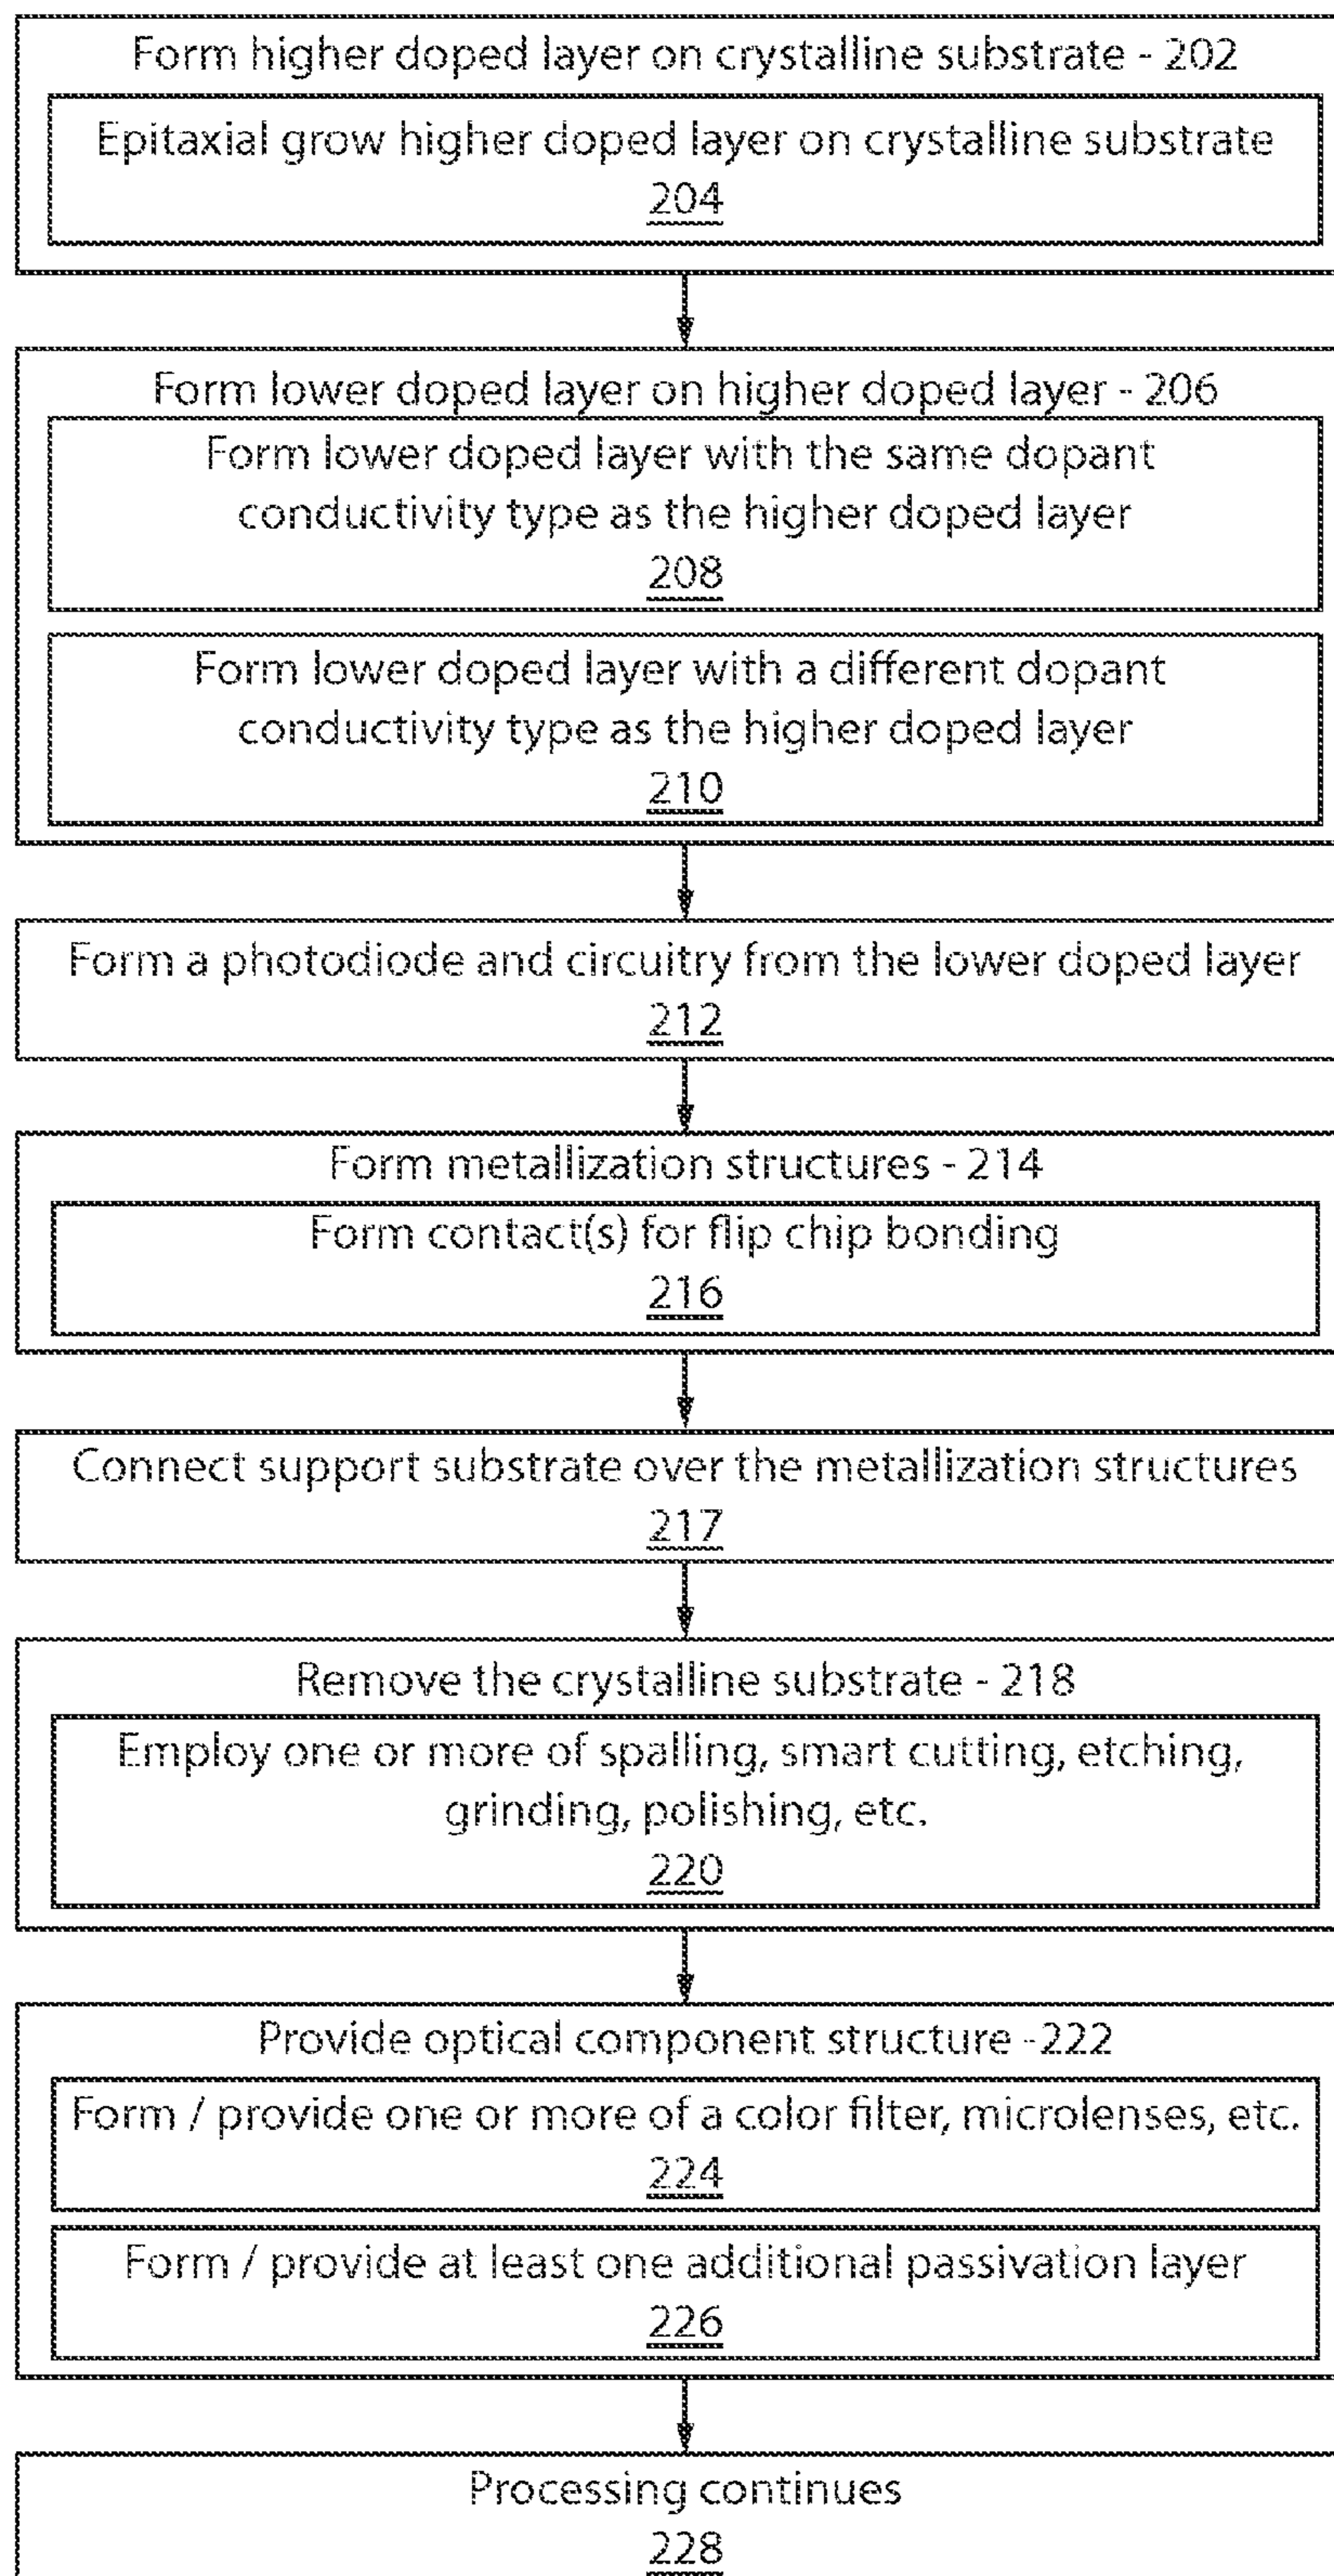 Form higher doped layer on crystalline substrate - 202
Epitaxial grow higher doped layer on crystalline substrate
204
Form lower doped layer on higher doped layer - 206
Form lower doped layer with the same dopant
conductivity type as the higher doped layer
208
Form lower doped layer with a different dopant
conductivity type as the higher doped layer
210
Form a photodiode and circuitry from the lower doped layer
212
Form metallization structures - 214
Form contact(s) for flip chip bonding
216
Connect support substrate over the metallization structures
217
Remove the crystalline substrate - 218
Employ one or more of spalling, smart cutting, etching,
grinding, polishing, etc.
220
Provide optical component structure -222
Form / provide one or more of a color filter, microlenses, etc.
224
Form / provide at least one additional passivation layer
226
Processing continues
228